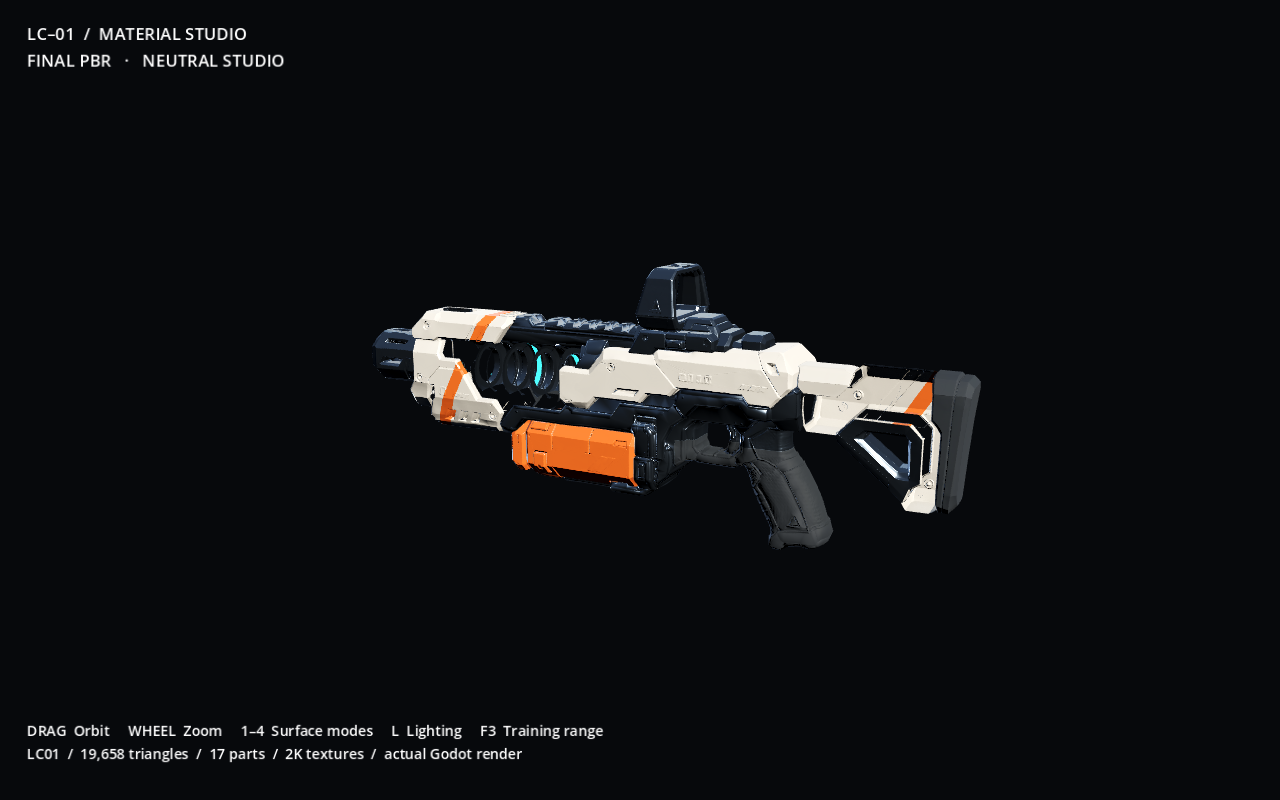 LC–01 / MATERIAL STUDIO
FINAL PBR · NEUTRAL STUDIO
DRAG Orbit WHEEL Zoom 1–4 Surface modes L Lighting F3 Training range
LC01 / 19,658 triangles / 17 parts / 2K textures / actual Godot render